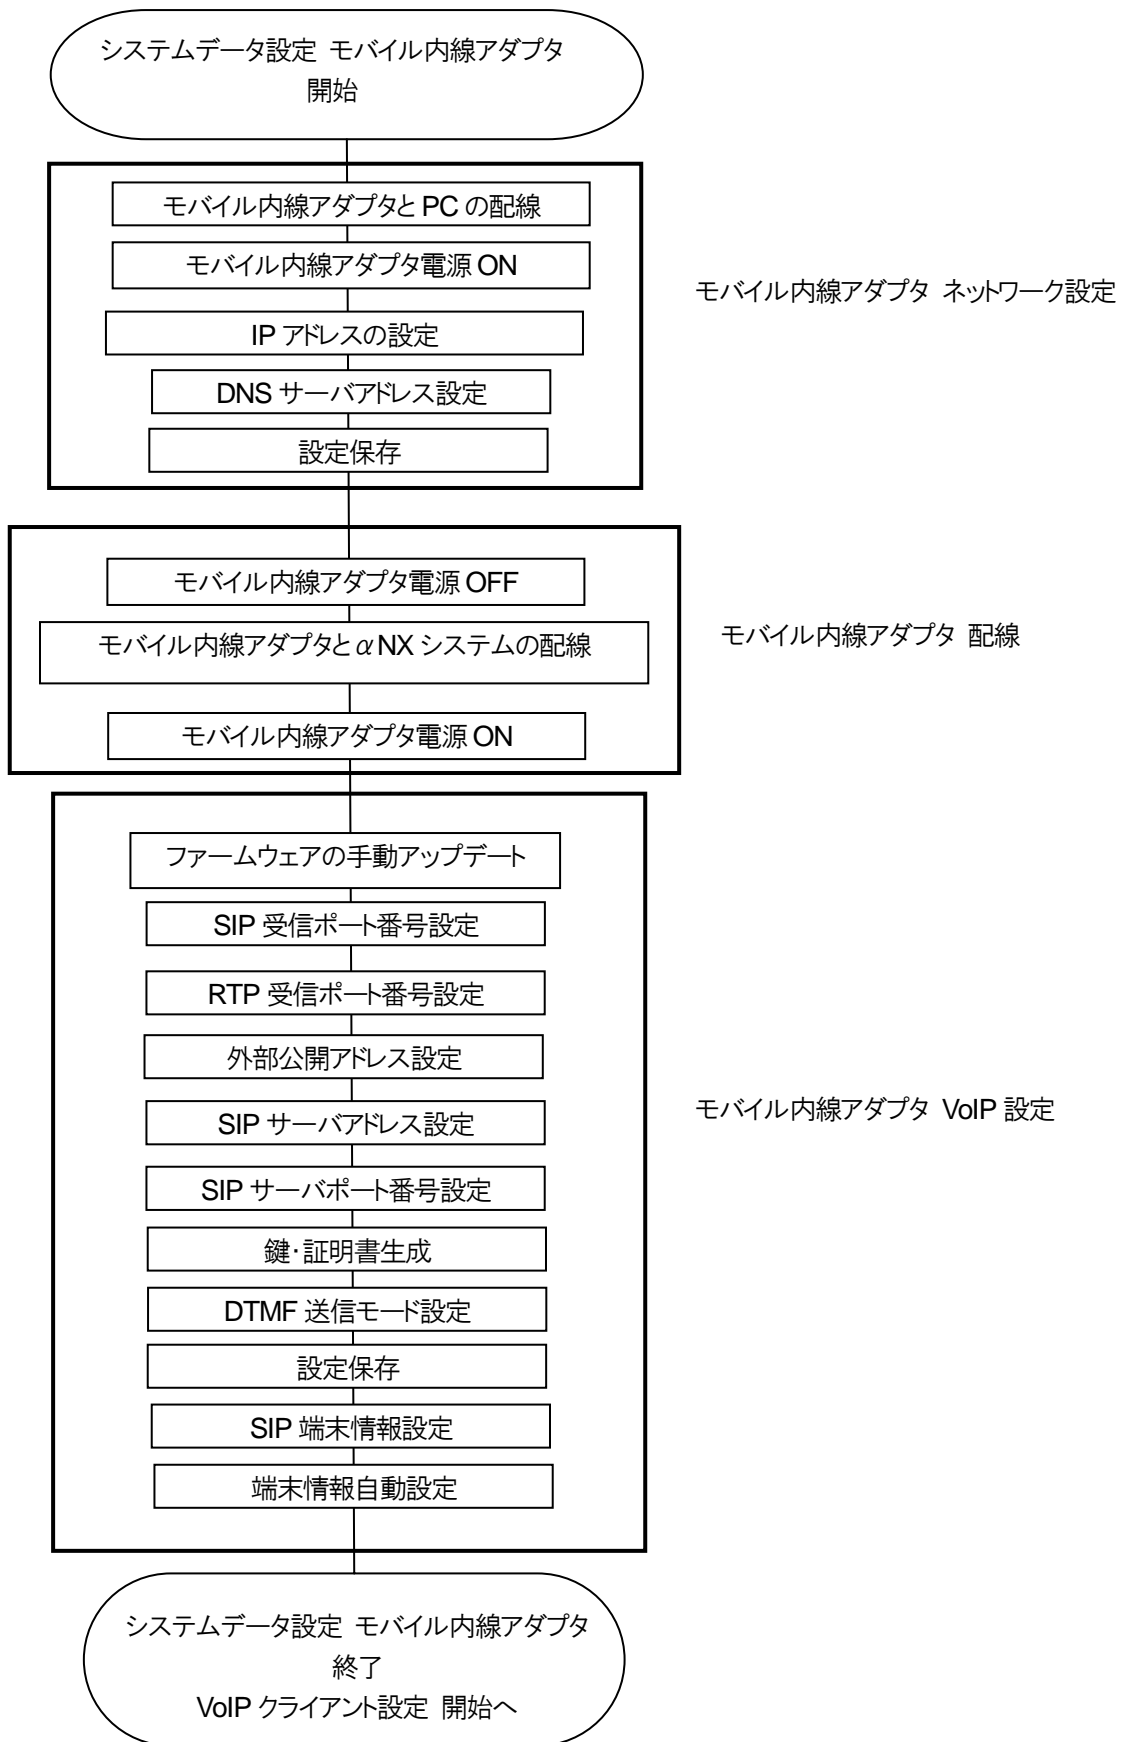 システムデータ設定 モバイル内線アダプタ
開始
モバイル内線アダプタと PC の配線
モバイル内線アダプタ電源 ON
IP アドレスの設定
DNS サーバアドレス設定
設定保存
モバイル内線アダプタ ネットワーク設定
モバイル内線アダプタ電源 OFF
モバイル内線アダプタとα NX システムの配線
モバイル内線アダプタ電源 ON
モバイル内線アダプタ 配線
ファームウェアの手動アップデート
SIP 受信ポート番号設定
RTP 受信ポート番号設定
外部公開アドレス設定
SIP サーバアドレス設定
SIP サーバポート番号設定
鍵・証明書生成
DTMF 送信モード設定
設定保存
SIP 端末情報設定
端末情報自動設定
モバイル内線アダプタ VoIP 設定
システムデータ設定 モバイル内線アダプタ
終了
VoIP クライアント設定 開始へ